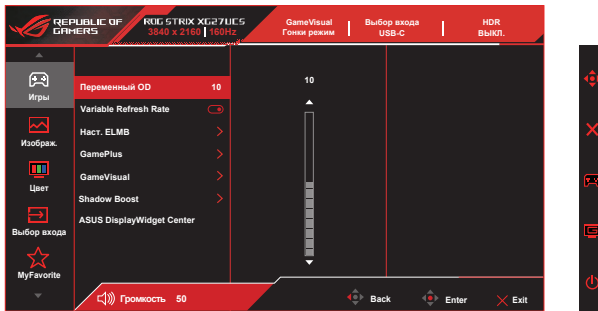 REPUBLIC OF
GAMERS
ROG STRIX XG27UCS
3840 x 2160 160Hz
GameVisual
Гонки режим
Выбор входа
USB-C
HDR
ВЫКЛ.
Игры
Изображ.
Цвет
Выбор входа
MyFavorite
Переменный OD 10
Variable Refresh Rate
Наст. ELMB
GamePlus
GameVisual
Shadow Boost
ASUS DisplayWidget Center
10
Громкость 50
Back
Enter
Exit